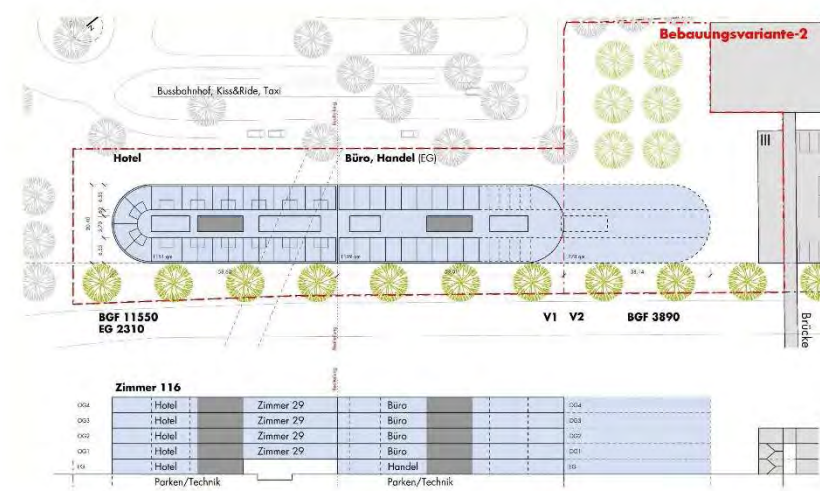 N
Bebauungsvariante-2
Bussbahnhof, Kiss&Ride, Taxi
III
Hotel
Büro, Handel (EG)
BGF 11550
EG 2310
V1
V2
BGF 3890
Brücke
Zimmer 116
OG4 Hotel Zimmer 29 Büro OG4
OG3 Hotel Zimmer 29 Büro OG3
OG2 Hotel Zimmer 29 Büro OG2
OG1 Hotel Zimmer 29 Büro OG1
EG Hotel Handel EG
Parken/Technik Parken/Technik